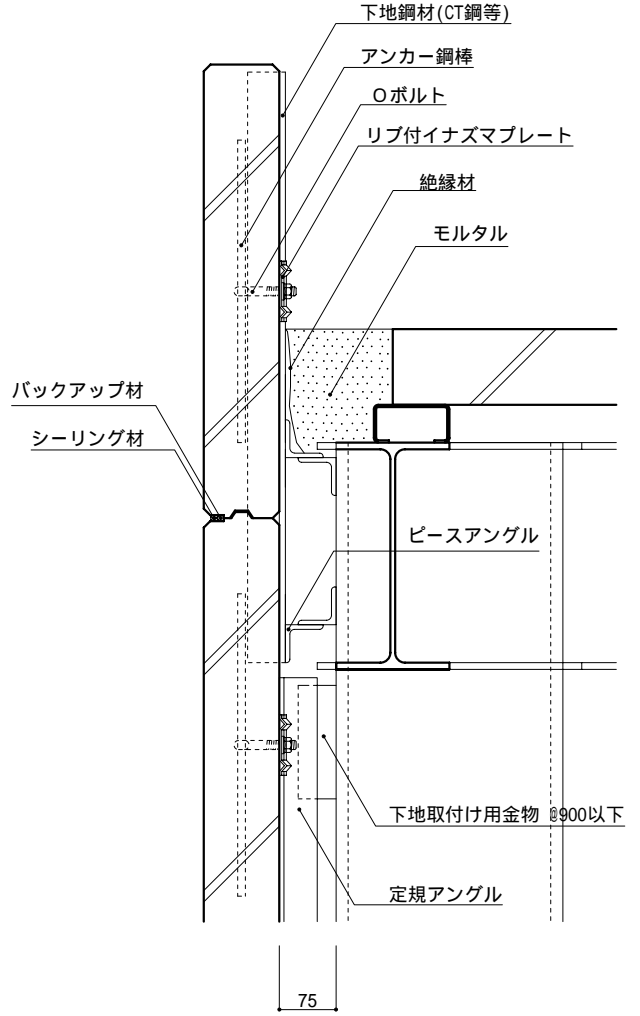 下地鋼材(CT鋼等)
アンカー鋼棒
Oボルト
リブ付イナズマプレート
絶縁材
モルタル
バックアップ材
シーリング材
ピースアングル
下地取付け用金物 @900以下
定規アングル
75